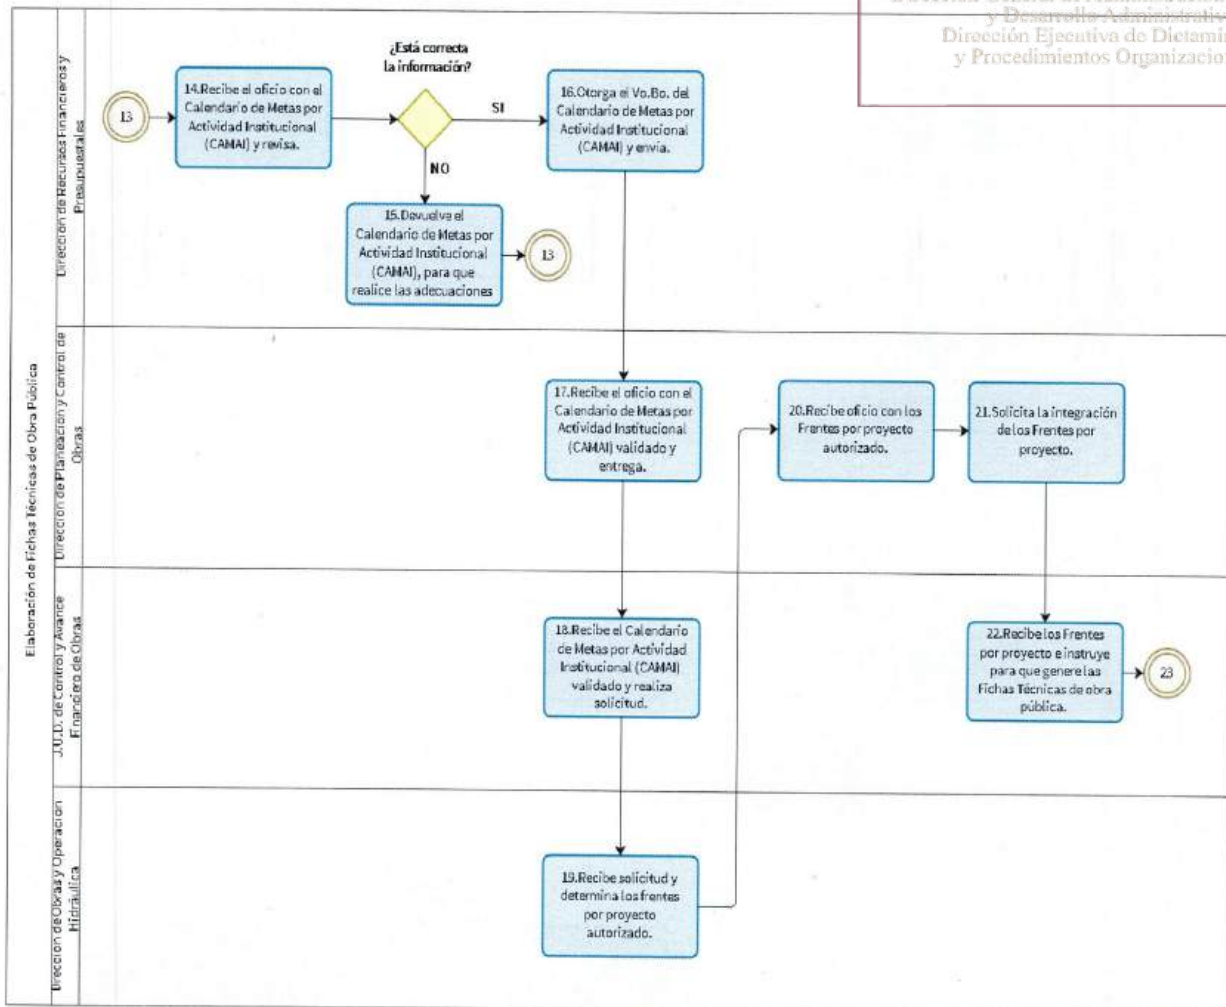 y Desarrollo Administrativo
Dirección Ejecutiva de Dictamin
y Procedimientos Organizacion
Elaboración de Fichas Técnicas de Obra Pública
Dirección de Recursos Financieros y
Presupuestales
13
14.Recibe el oficio con el
Calendario de Metas por
Actividad Institucional
(CAMAI) y revisa.
¿Está correcta
la información?
SI
NO
16.Otorga el Vo.Bo. del
Calendario de Metas por
Actividad Institucional
(CAMAI) y envía.
15.Devuelve el
Calendario de Metas por
Actividad Institucional
(CAMAI), para que
realice las adecuaciones
13
Dirección de Planeación y Control de
Obras
17.Recibe el oficio con el
Calendario de Metas por
Actividad Institucional
(CAMAI) validado y
entrega.
20.Recibe oficio con los
Frentes por proyecto
autorizado.
21.Solicita la integración
de los Frentes por
proyecto.
J.U.D. de Control y Avance
Financiero de Obras
18.Recibe el Calendario
de Metas por Actividad
Institucional (CAMAI)
validado y realiza
solicitud.
22.Recibe los Frentes
por proyecto e instruye
para que genere las
Fichas Técnicas de obra
pública.
23
Dirección de Obras y Operación
Hidráulica
19.Recibe solicitud y
determina los frentes
por proyecto
autorizado.